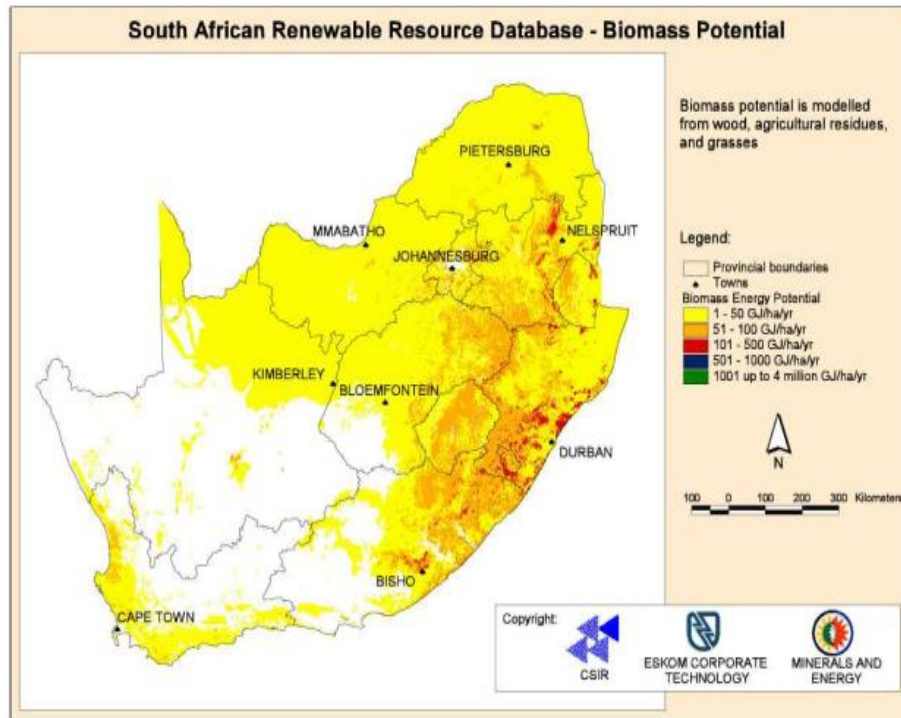 South African Renewable Resource Database - Biomass Potential
Biomass potential is modelled
from wood, agricultural residues,
and grasses
PIETERSBURG
MMABATHO
NELSPRUIT
JOHANNESBURG
KIMBERLEY
BLOEMFONTEIN
DURBAN
BISHO
CAPE TOWN
Legend:
Provincial boundaries
Towns
Biomass Energy Potential
1 - 50 GJ/ha/yr
51 - 100 GJ/ha/yr
101 - 500 GJ/ha/yr
501 - 1000 GJ/ha/yr
1001 up to 4 million GJ/ha/yr
N
100 0 100 200 300 Kilometers
Copyright:
CSIR
ESKOM CORPORATE
TECHNOLOGY
MINERALS AND
ENERGY